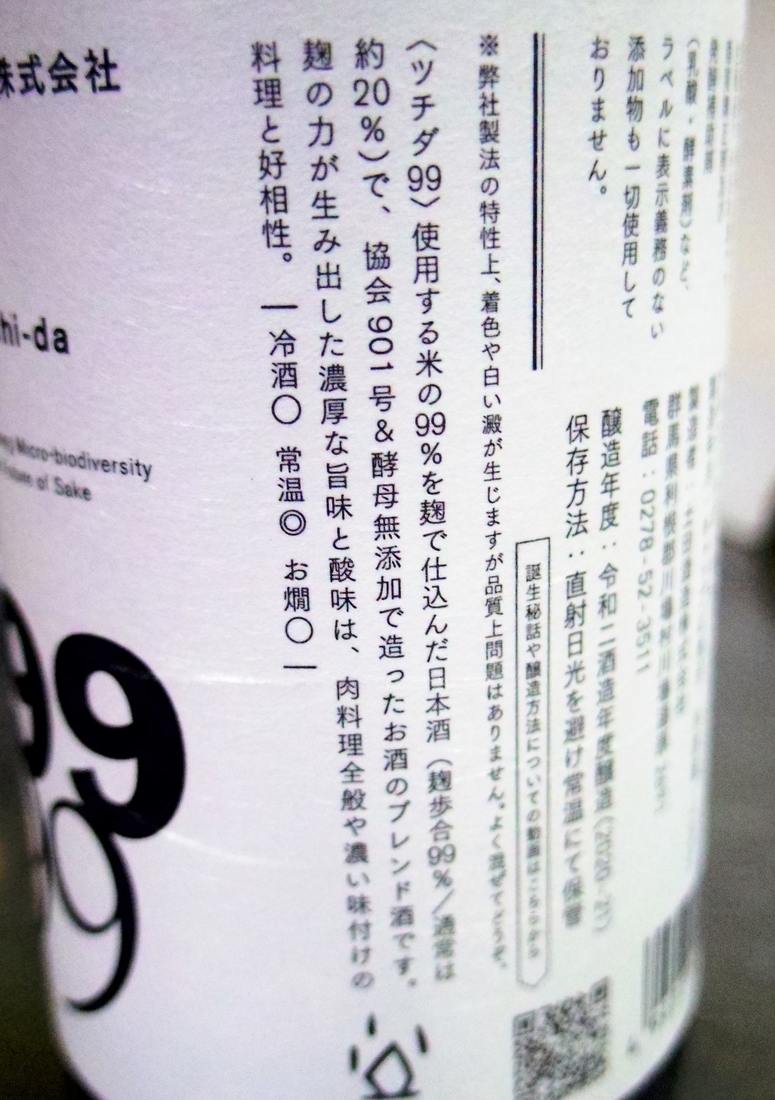 発酵補助剤
（乳酸・酵素剤）など、
ラベルに表示義務のない
添加物も一切使用して
おりません。
電話：0278-52-3511
醸造年度：令和二酒造年度醸造（2020-21）
保存方法：直射日光を避け常温にて保管
誕生秘話や醸造方法についての動画はこちらから
※弊社製法の特性上、着色や白い澱が生じますが品質上問題はありません。よく混ぜてどうぞ。
〈ツチダ99〉使用する米の99％を麹で仕込んだ日本酒（麹歩合99％／通常は
約20％）で、協会901号＆酵母無添加で造ったお酒のブレンド酒です。
麹の力が生み出した濃厚な旨味と酸味は、肉料理全般や濃い味付けの
料理と好相性。 ー冷酒〇 常温◎ お燗〇ー
株式会社
hi-da
Micro-biodiversity
of Sake
99
99